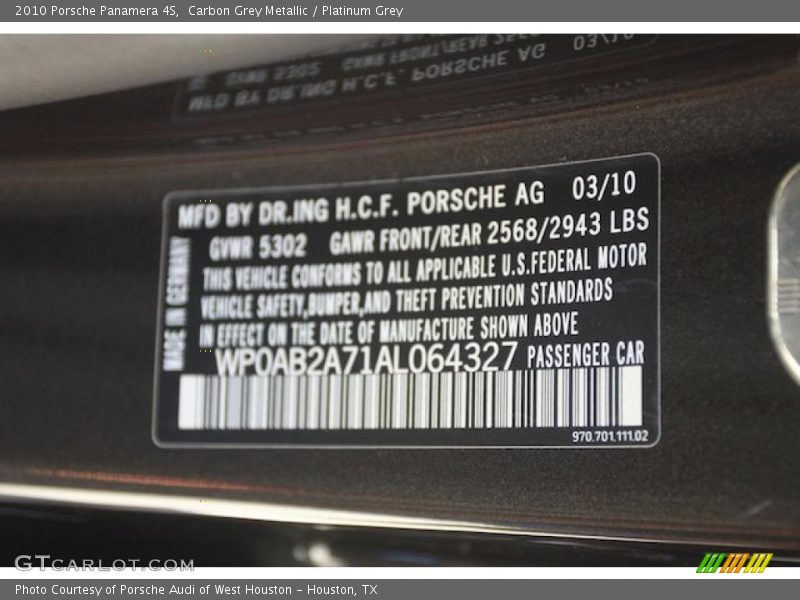 2010 Porsche Panamera 4S, Carbon Grey Metallic / Platinum Grey
MFD BY DR.ING H.C.F. PORSCHE AG 03/10
GVWR 5302 GAWR FRONT/REAR 2568/2943 LBS
THIS VEHICLE CONFORMS TO ALL APPLICABLE U.S.FEDERAL MOTOR
VEHICLE SAFETY,BUMPER,AND THEFT PREVENTION STANDARDS
IN EFFECT ON THE DATE OF MANUFACTURE SHOWN ABOVE
WP0AB2A71AL064327 PASSENGER CAR
MADE IN GERMANY
970.701.111.02
GTCARLOT.COM
Photo Courtesy of Porsche Audi of West Houston - Houston, TX